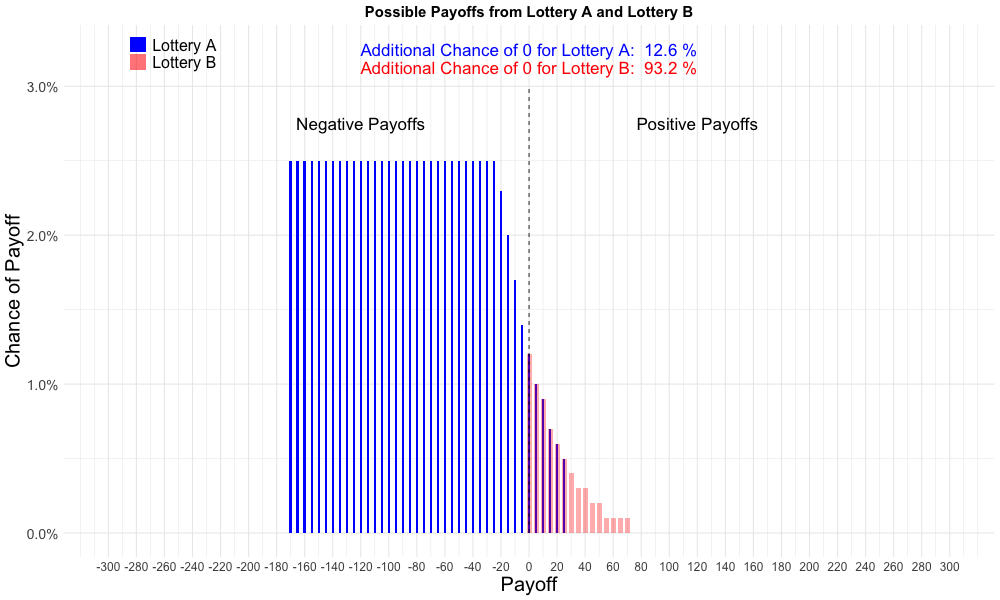 Possible Payoffs from Lottery A and Lottery B
Lottery A
Lottery B
Additional Chance of 0 for Lottery A: 12.6 %
Additional Chance of 0 for Lottery B: 93.2 %
Negative Payoffs
Positive Payoffs
Chance of Payoff
3.0%
2.0%
1.0%
0.0%
-300 -280 -260 -240 -220 -200 -180 -160 -140 -120 -100 -80 -60 -40 -20 0 20 40 60 80 100 120 140 160 180 200 220 240 260 280 300
Payoff